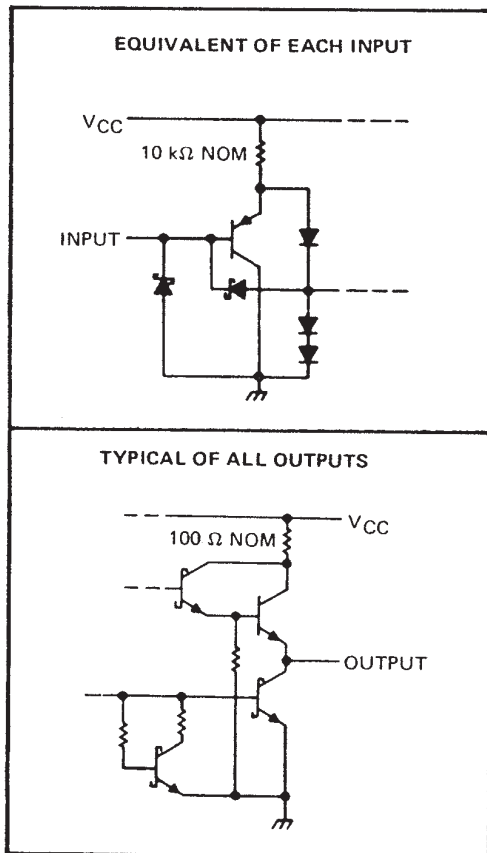 EQUIVALENT OF EACH INPUT
VCC
10 kΩ NOM
INPUT
TYPICAL OF ALL OUTPUTS
VCC
100 Ω NOM
OUTPUT